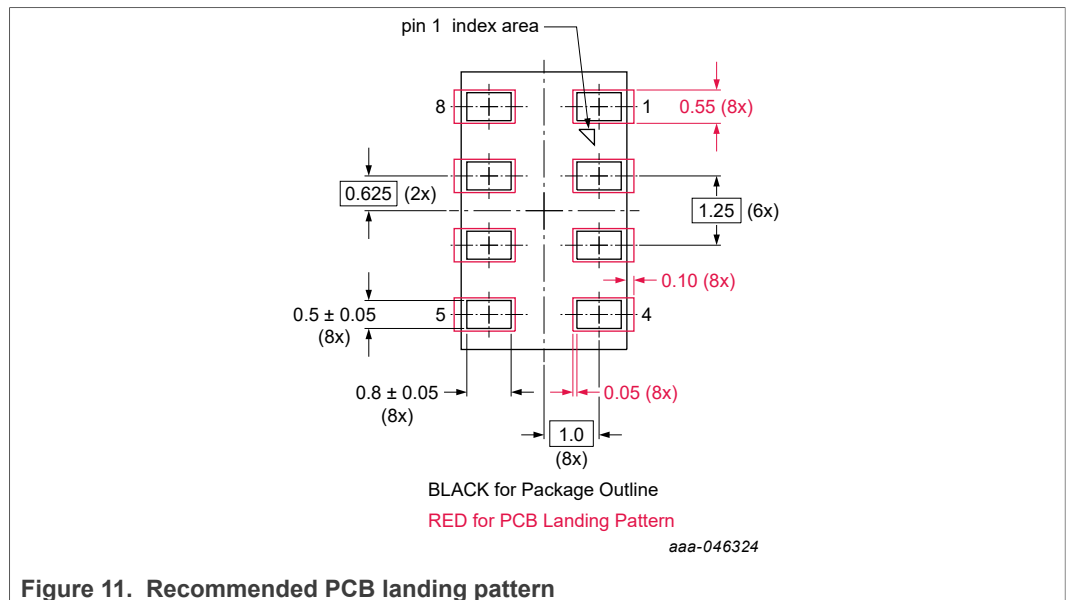 pin 1 index area
8
1
0.55 (8x)
0.625 (2x)
1.25 (6x)
0.10 (8x)
0.5 ± 0.05
(8x)
5
4
0.8 ± 0.05
(8x)
0.05 (8x)
1.0
(8x)
BLACK for Package Outline
RED for PCB Landing Pattern
aaa-046324
Figure 11. Recommended PCB landing pattern